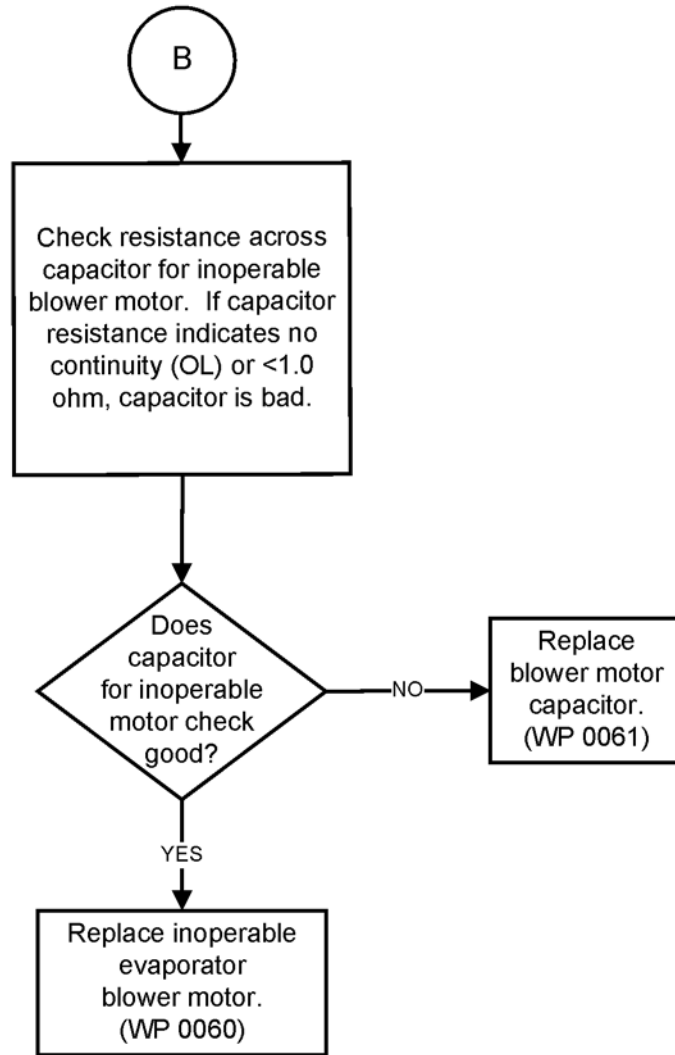 B
Check resistance across
capacitor for inoperable
blower motor.  If capacitor
resistance indicates no
continuity (OL) or <1.0
ohm, capacitor is bad.
Does
capacitor
for inoperable
motor check
good?
NO
Replace
blower motor
capacitor.
(WP 0061)
YES
Replace inoperable
evaporator
blower motor.
(WP 0060)